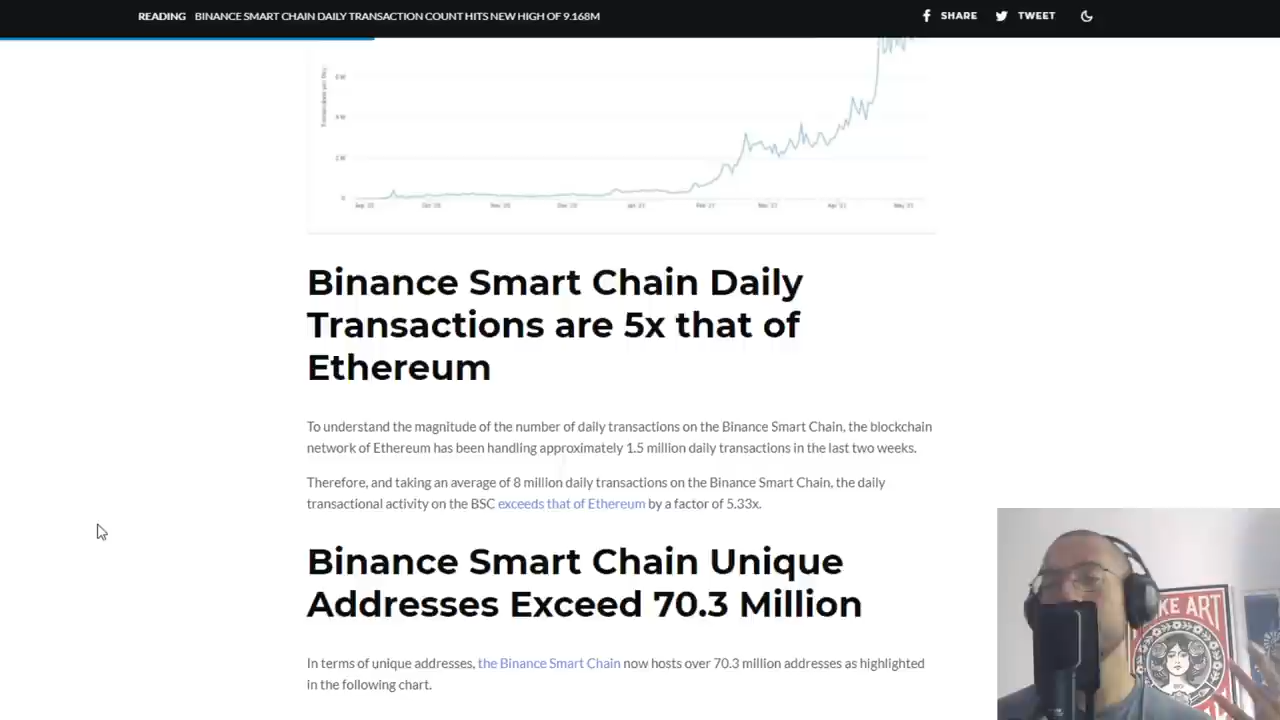 READING BINANCE SMART CHAIN DAILY TRANSACTION COUNT HITS NEW HIGH OF 9.168M SHARE TWEET
Binance Smart Chain Daily
Transactions are 5x that of
Ethereum
To understand the magnitude of the number of daily transactions on the Binance Smart Chain, the blockchain
network of Ethereum has been handling approximately 1.5 million daily transactions in the last two weeks.
Therefore, and taking an average of 8 million daily transactions on the Binance Smart Chain, the daily
transactional activity on the BSC exceeds that of Ethereum by a factor of 5.33x.
Binance Smart Chain Unique
Addresses Exceed 70.3 Million
In terms of unique addresses, the Binance Smart Chain now hosts over 70.3 million addresses as highlighted
in the following chart.
KE ART